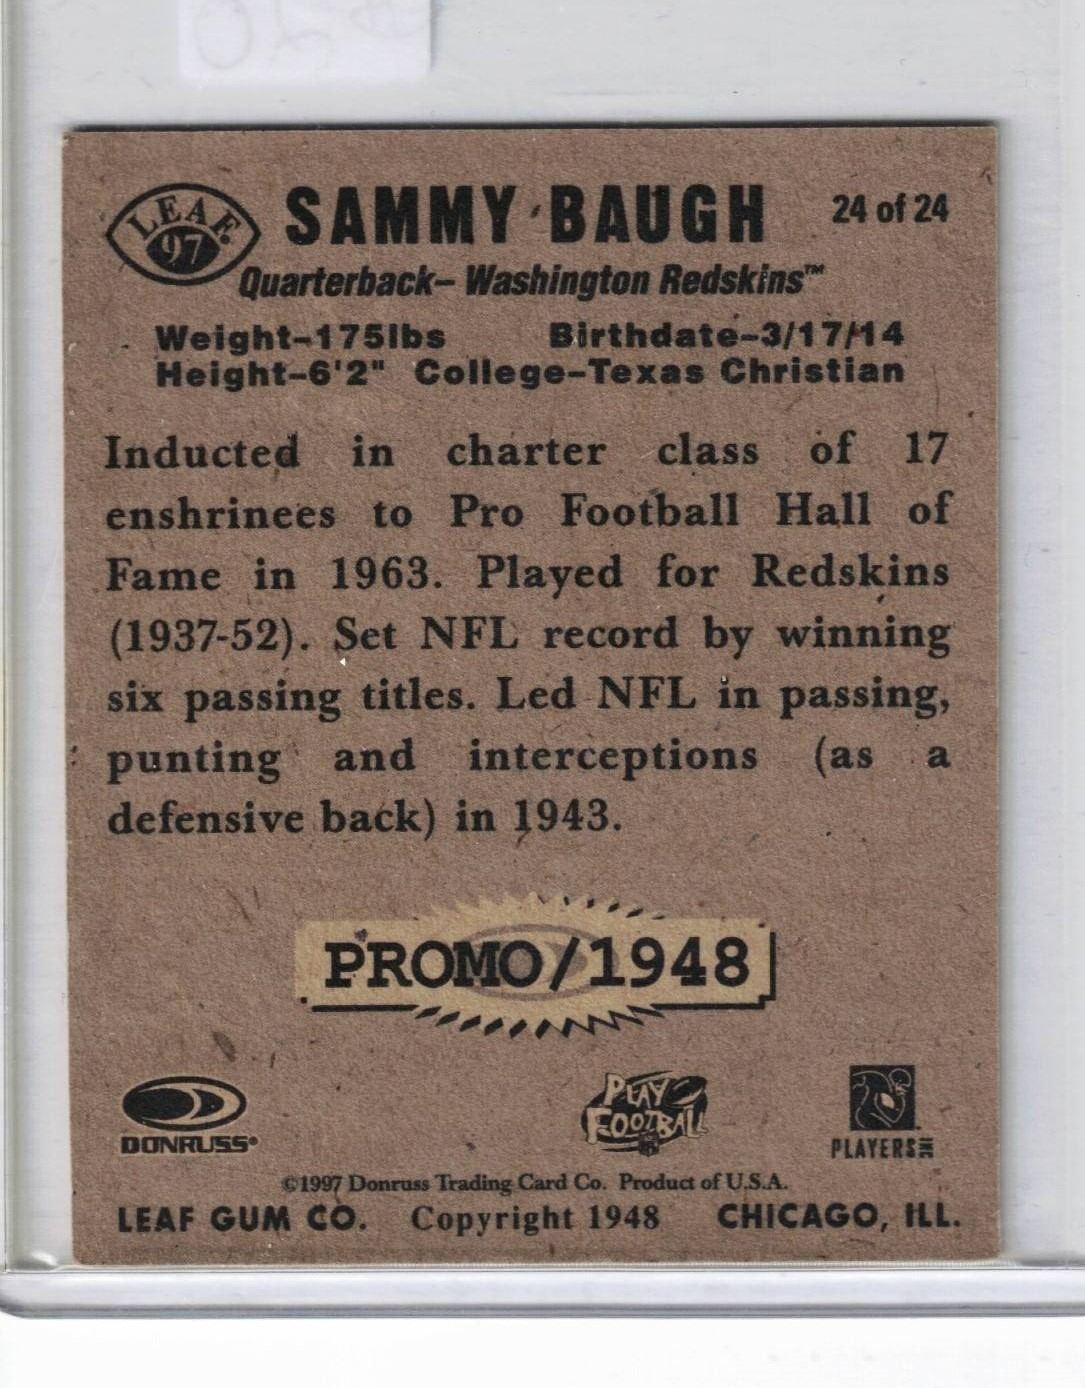 LEAF
97
SAMMY BAUGH
24 of 24
Quarterback– Washington Redskins™
Weight–175lbs Birthdate–3/17/14
Height–6'2" College–Texas Christian
Inducted in charter class of 17
enshrinees to Pro Football Hall of
Fame in 1963. Played for Redskins
(1937-52). Set NFL record by winning
six passing titles. Led NFL in passing,
punting and interceptions (as a
defensive back) in 1943.
PROMO/1948
DONRUSS®
PLAY
FOOTBALL
PLAYERS INC
©1997 Donruss Trading Card Co. Product of U.S.A.
LEAF GUM CO. Copyright 1948 CHICAGO, ILL.